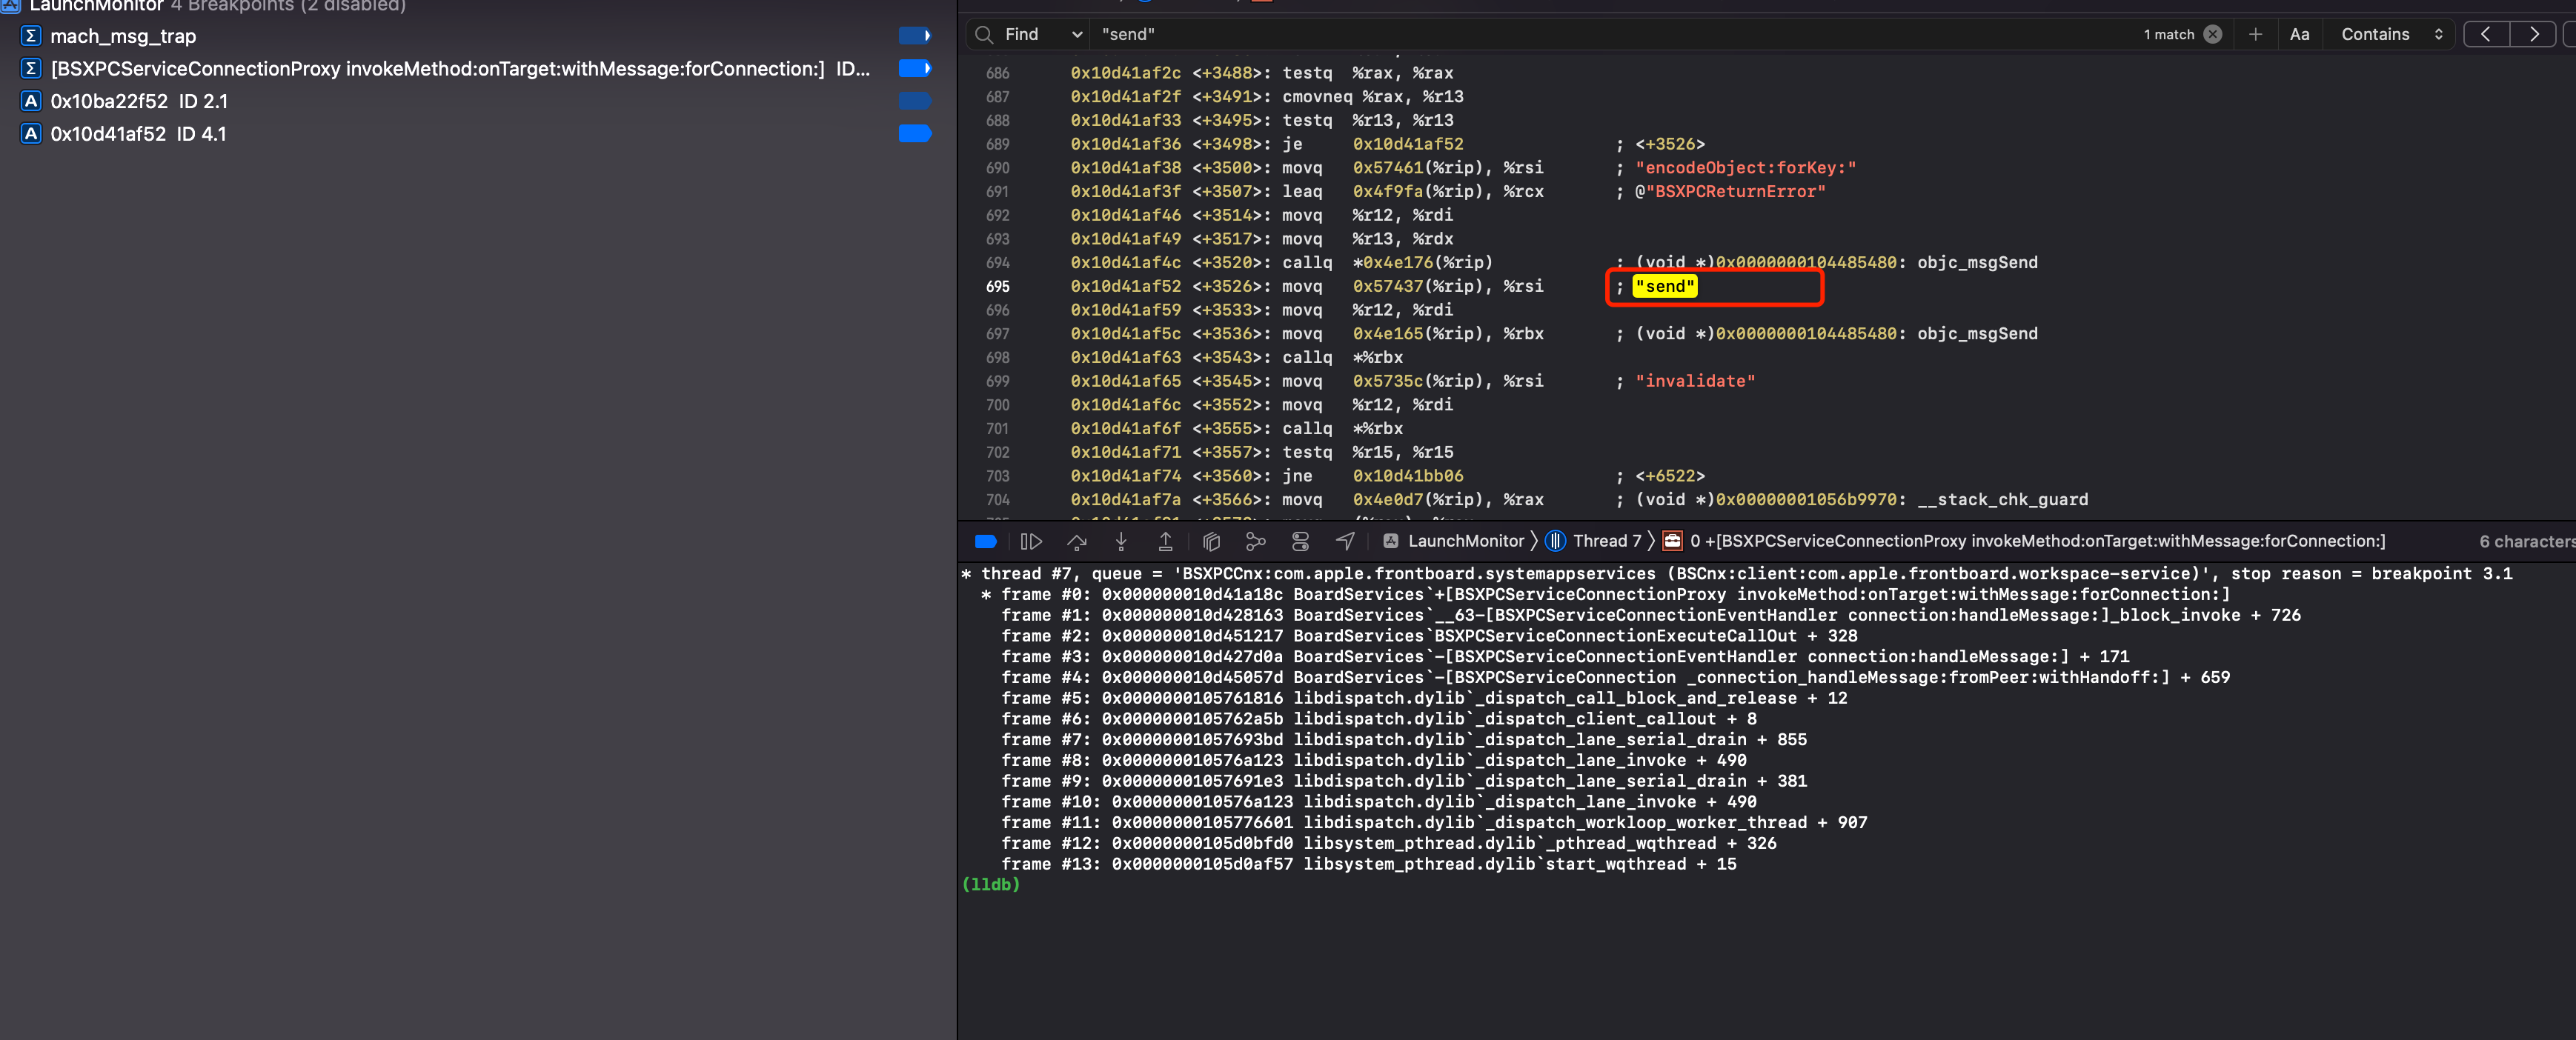 LaunchMonitor 4 Breakpoints (2 disabled)
mach_msg_trap
[BSXPCServiceConnectionProxy invokeMethod:onTarget:withMessage:forConnection:] ID...
0x10ba22f52 ID 2.1
0x10d41af52 ID 4.1
Find "send" 1 match Aa Contains
686 0x10d41af2c <+3488>: testq %rax, %rax
687 0x10d41af2f <+3491>: cmovneq %rax, %r13
688 0x10d41af33 <+3495>: testq %r13, %r13
689 0x10d41af36 <+3498>: je 0x10d41af52 ; <+3526>
690 0x10d41af38 <+3500>: movq 0x57461(%rip), %rsi ; "encodeObject:forKey:"
691 0x10d41af3f <+3507>: leaq 0x4f9fa(%rip), %rcx ; @"BSXPCReturnError"
692 0x10d41af46 <+3514>: movq %r12, %rdi
693 0x10d41af49 <+3517>: movq %r13, %rdx
694 0x10d41af4c <+3520>: callq *0x4e176(%rip) ; (void *)0x0000000104485480: objc_msgSend
695 0x10d41af52 <+3526>: movq 0x57437(%rip), %rsi ; "send"
696 0x10d41af59 <+3533>: movq %r12, %rdi
697 0x10d41af5c <+3536>: movq 0x4e165(%rip), %rbx ; (void *)0x0000000104485480: objc_msgSend
698 0x10d41af63 <+3543>: callq *%rbx
699 0x10d41af65 <+3545>: movq 0x5735c(%rip), %rsi ; "invalidate"
700 0x10d41af6c <+3552>: movq %r12, %rdi
701 0x10d41af6f <+3555>: callq *%rbx
702 0x10d41af71 <+3557>: testq %r15, %r15
703 0x10d41af74 <+3560>: jne 0x10d41bb06 ; <+6522>
704 0x10d41af7a <+3566>: movq 0x4e0d7(%rip), %rax ; (void *)0x00000001056b9970: __stack_chk_guard
LaunchMonitor Thread 7 0 +[BSXPCServiceConnectionProxy invokeMethod:onTarget:withMessage:forConnection:] 6 characters
* thread #7, queue = 'BSXPCCnx:com.apple.frontboard.systemappservices (BSCnx:client:com.apple.frontboard.workspace-service)', stop reason = breakpoint 3.1
* frame #0: 0x000000010d41a18c BoardServices`+[BSXPCServiceConnectionProxy invokeMethod:onTarget:withMessage:forConnection:]
frame #1: 0x000000010d428163 BoardServices`__63-[BSXPCServiceConnectionEventHandler connection:handleMessage:]_block_invoke + 726
frame #2: 0x000000010d451217 BoardServices`BSXPCServiceConnectionExecuteCallOut + 328
frame #3: 0x000000010d427d0a BoardServices`-[BSXPCServiceConnectionEventHandler connection:handleMessage:] + 171
frame #4: 0x000000010d45057d BoardServices`-[BSXPCServiceConnection _connection_handleMessage:fromPeer:withHandoff:] + 659
frame #5: 0x0000000105761816 libdispatch.dylib`_dispatch_call_block_and_release + 12
frame #6: 0x0000000105762a5b libdispatch.dylib`_dispatch_client_callout + 8
frame #7: 0x00000001057693bd libdispatch.dylib`_dispatch_lane_serial_drain + 855
frame #8: 0x000000010576a123 libdispatch.dylib`_dispatch_lane_invoke + 490
frame #9: 0x00000001057691e3 libdispatch.dylib`_dispatch_lane_serial_drain + 381
frame #10: 0x000000010576a123 libdispatch.dylib`_dispatch_lane_invoke + 490
frame #11: 0x0000000105776601 libdispatch.dylib`_dispatch_workloop_worker_thread + 907
frame #12: 0x0000000105d0bfd0 libsystem_pthread.dylib`_pthread_wqthread + 326
frame #13: 0x0000000105d0af57 libsystem_pthread.dylib`start_wqthread + 15
(lldb)